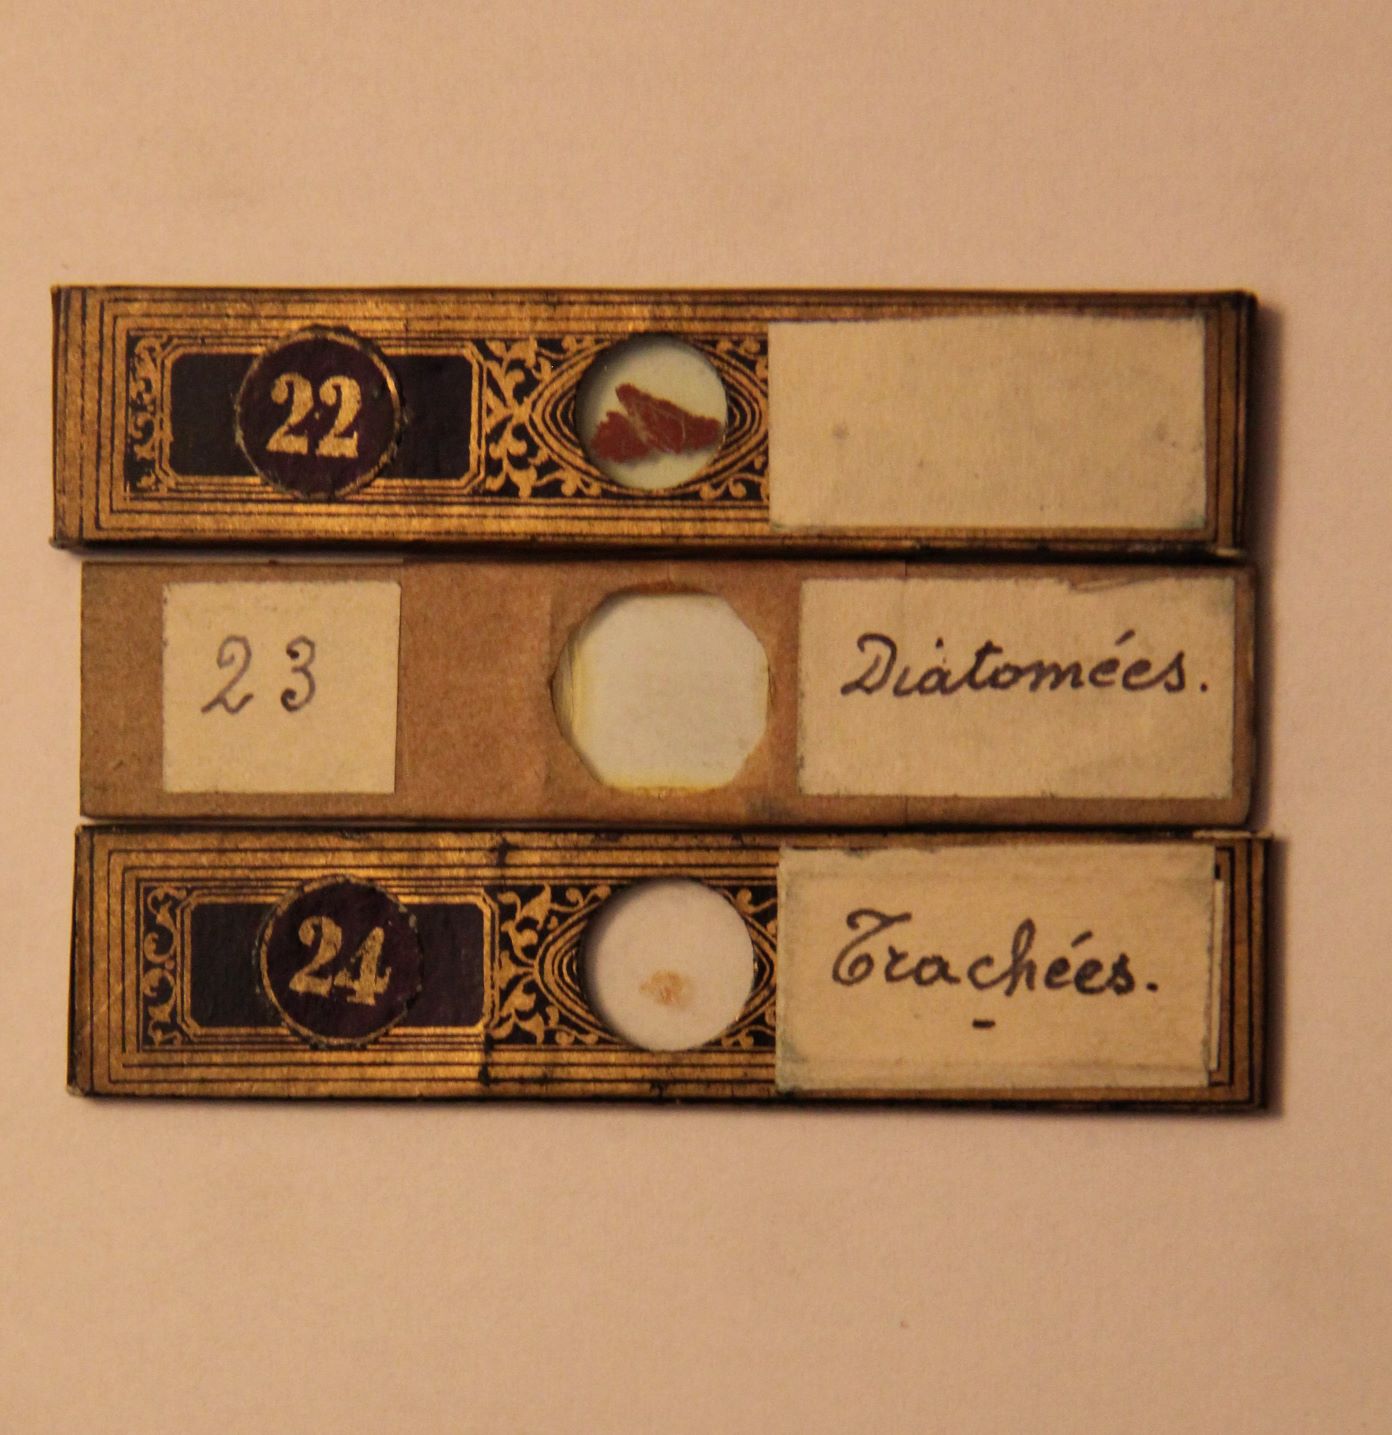 22
23
Diatomées.
24
Trachées.
-